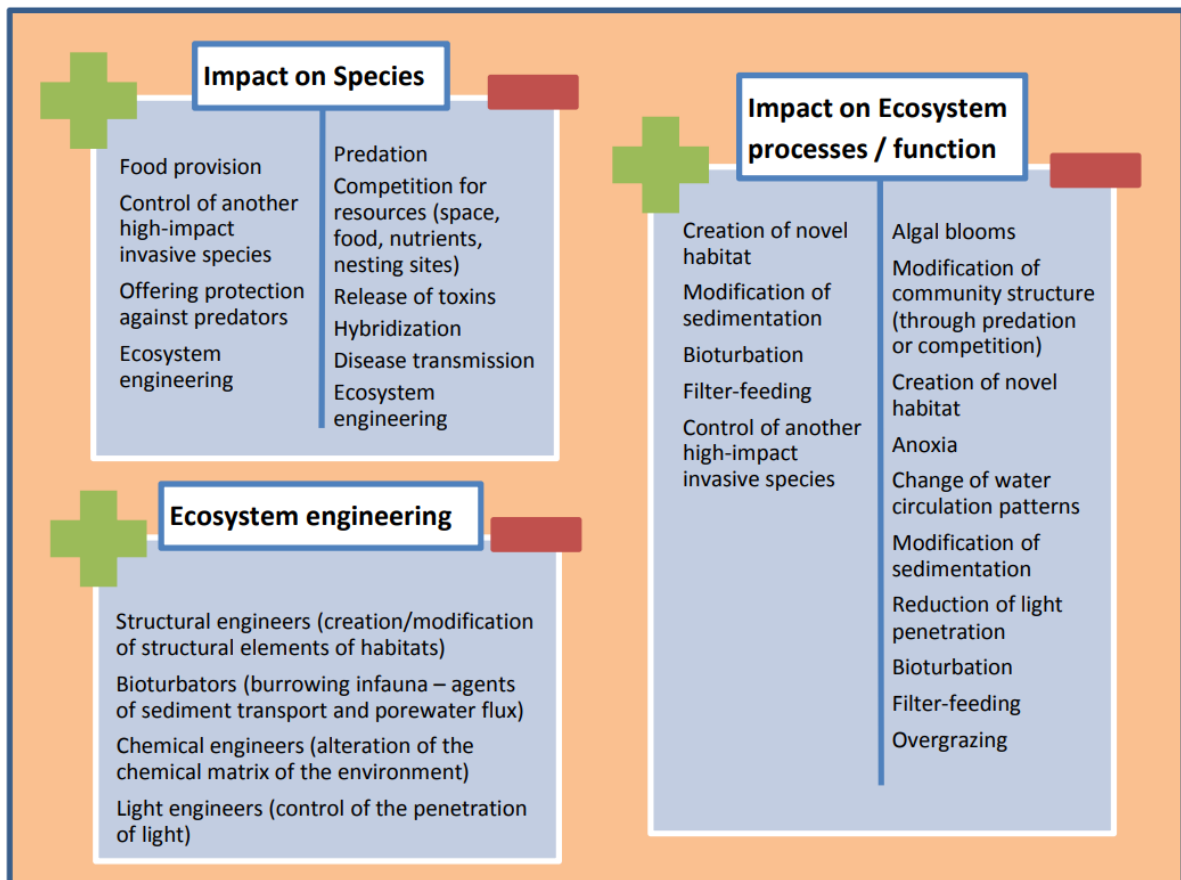 Impact on Species
Food provision
Control of another
high-impact
invasive species
Offering protection
against predators
Ecosystem
engineering
Predation
Competition for
resources (space,
food, nutrients,
nesting sites)
Release of toxins
Hybridization
Disease transmission
Ecosystem
engineering
Ecosystem engineering
Structural engineers (creation/modification
of structural elements of habitats)
Bioturbators (burrowing infauna – agents
of sediment transport and porewater flux)
Chemical engineers (alteration of the
chemical matrix of the environment)
Light engineers (control of the penetration
of light)
Impact on Ecosystem
processes / function
Creation of novel
habitat
Modification of
sedimentation
Bioturbation
Filter-feeding
Control of another
high-impact
invasive species
Algal blooms
Modification of
community structure
(through predation
or competition)
Creation of novel
habitat
Anoxia
Change of water
circulation patterns
Modification of
sedimentation
Reduction of light
penetration
Bioturbation
Filter-feeding
Overgrazing